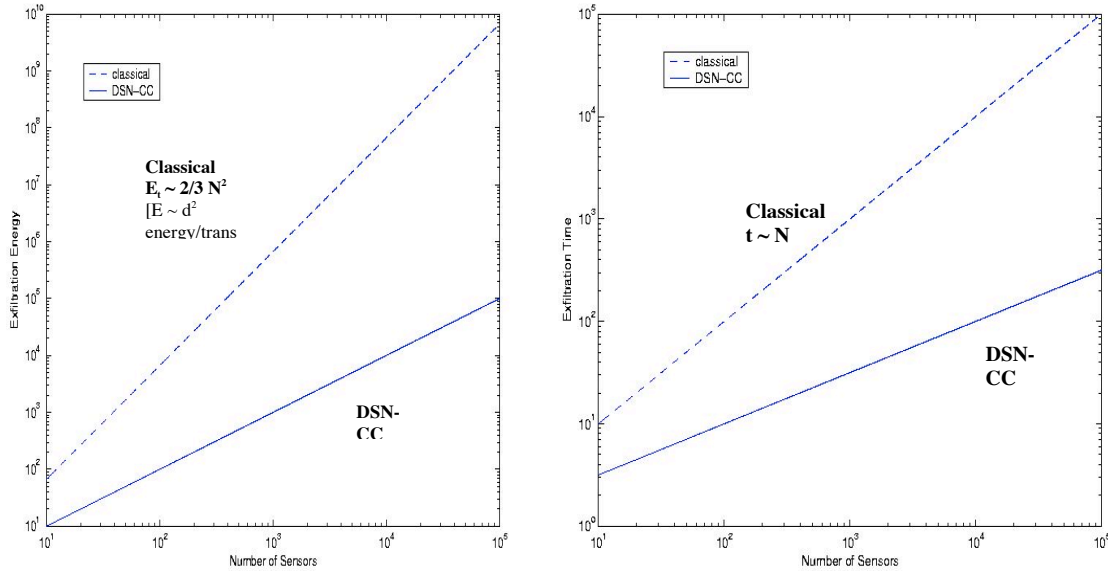 10^10
10^9
10^8
10^7
10^6
10^5
10^4
10^3
10^2
10^1
Exfiltration Energy
classical
DSN–CC
Classical
E_t ~ 2/3 N^2
[E ~ d^2
energy/trans
DSN-
CC
10^1
10^2
10^3
10^4
10^5
Number of Sensors
10^5
10^4
10^3
10^2
10^1
10^0
Exfiltration Time
classical
DSN–CC
Classical
t ~ N
DSN-
CC
10^1
10^2
10^3
10^4
10^5
Number of Sensors